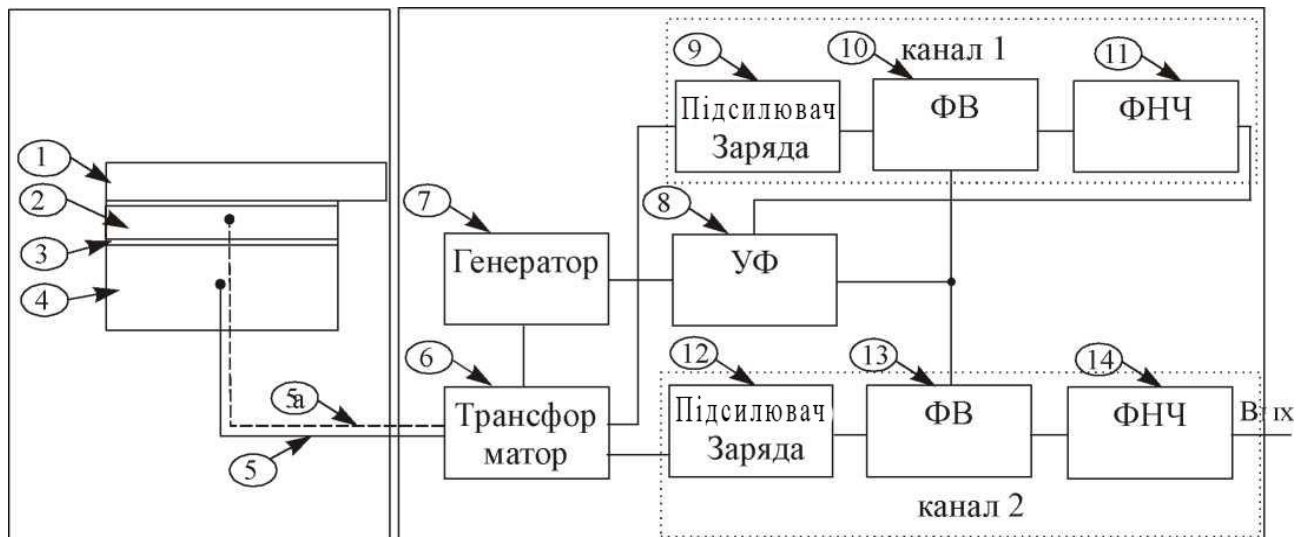 канал 1
9
10
11
Підсилювач
Заряда
ФВ
ФНЧ
1
2
3
4
7
8
Генератор
УФ
6
12
13
14
5а
Трансфор
матор
Підсилювач
Заряда
ФВ
ФНЧ
5
канал 2